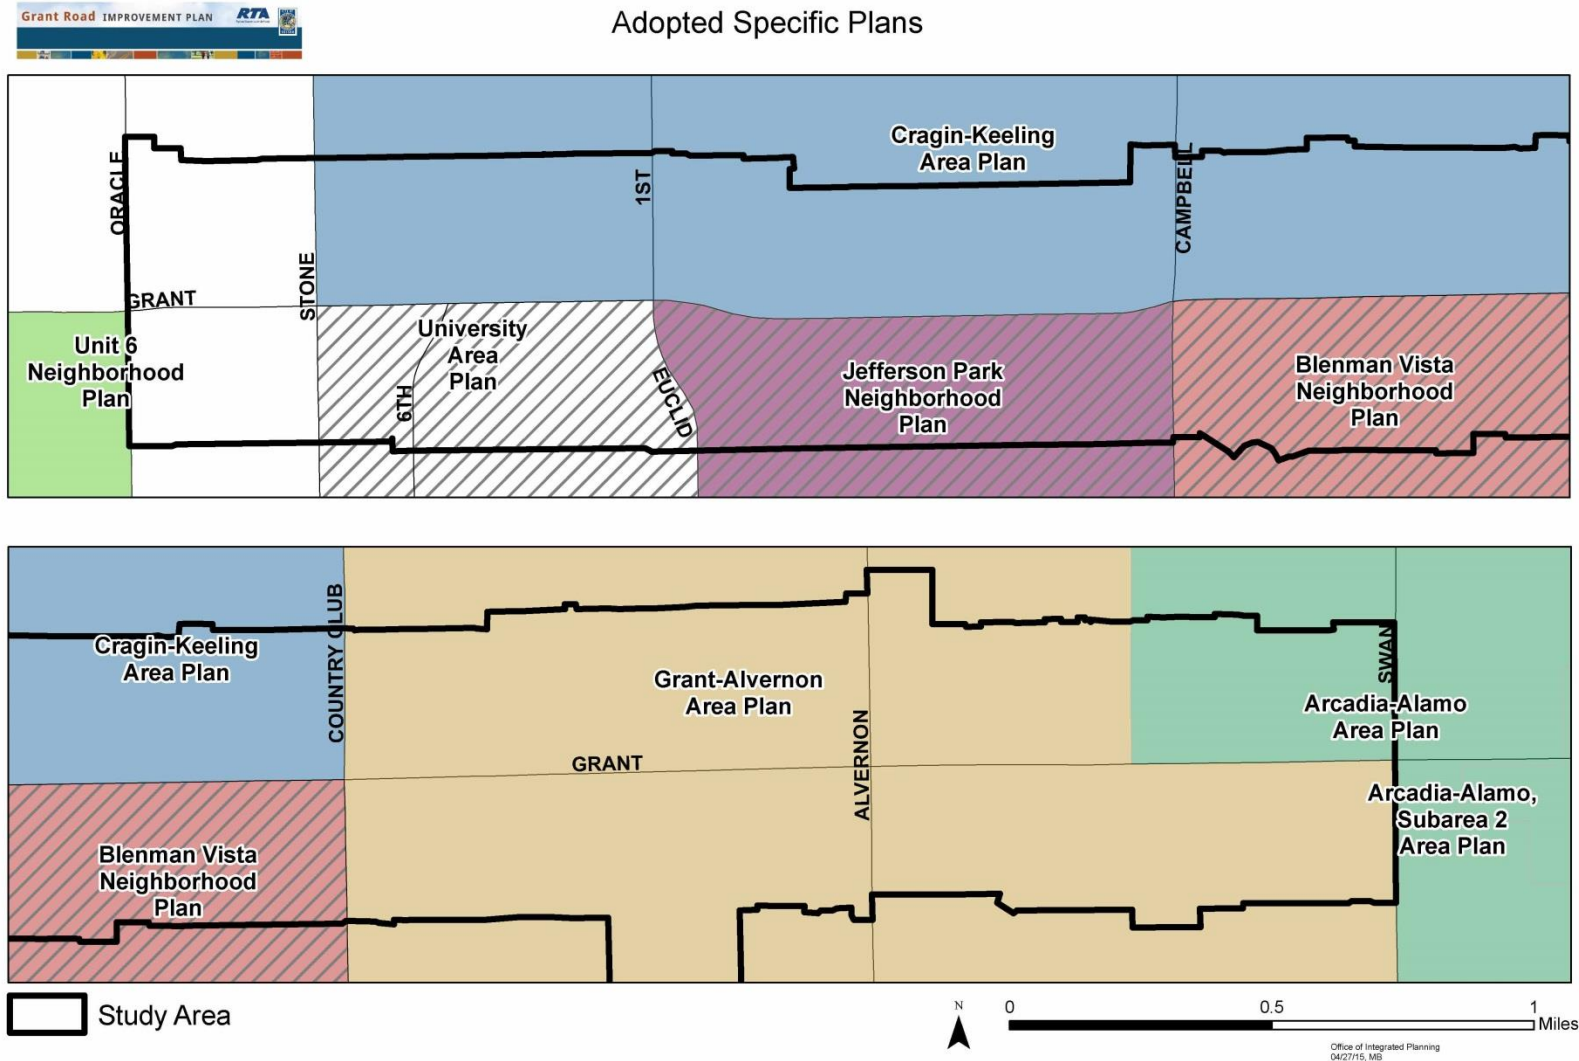 Grant Road IMPROVEMENT PLAN
RTA
Adopted Specific Plans
Cragin-Keeling
Area Plan
ORACLE
1ST
CAMPBELL
STONE
GRANT
Unit 6
Neighborhood
Plan
University
Area
Plan
6TH
EUCLID
Jefferson Park
Neighborhood
Plan
Blenman Vista
Neighborhood
Plan
Cragin-Keeling
Area Plan
COUNTRY CLUB
Grant-Alvernon
Area Plan
SWAN
Arcadia-Alamo
Area Plan
GRANT
ALVERNON
Arcadia-Alamo,
Subarea 2
Area Plan
Blenman Vista
Neighborhood
Plan
Study Area
N
0 0.5 1
Miles
Office of Integrated Planning
04/27/15, MB